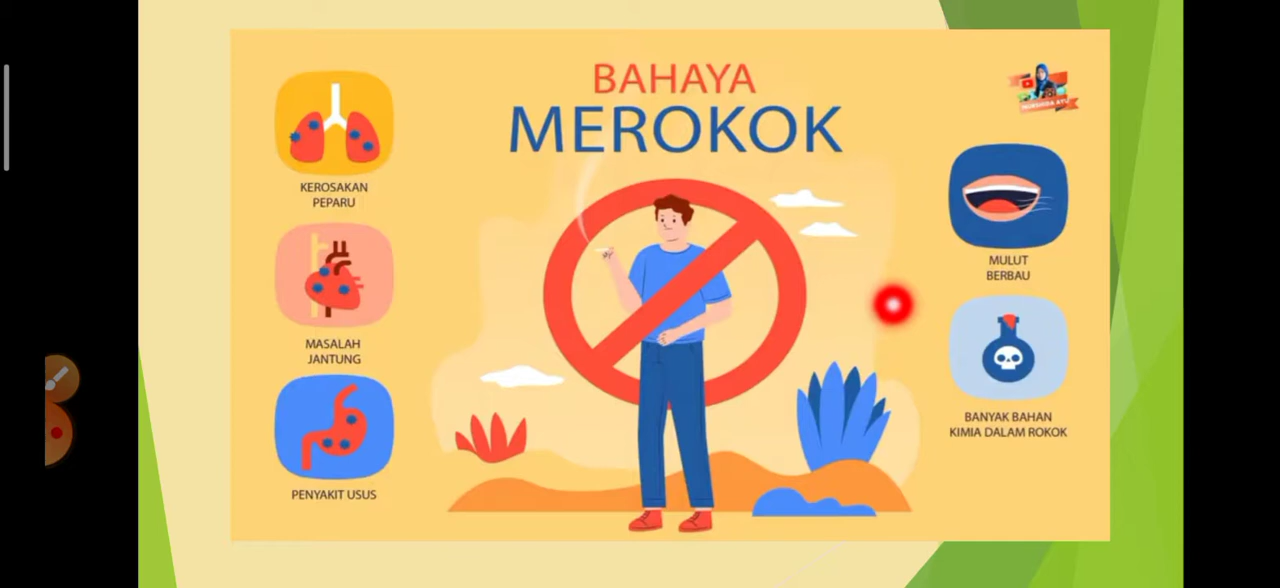 BAHAYA
MEROKOK
KEROSAKAN
PEPARU
MASALAH
JANTUNG
PENYAKIT USUS
MULUT
BERBAU
BANYAK BAHAN
KIMIA DALAM ROKOK